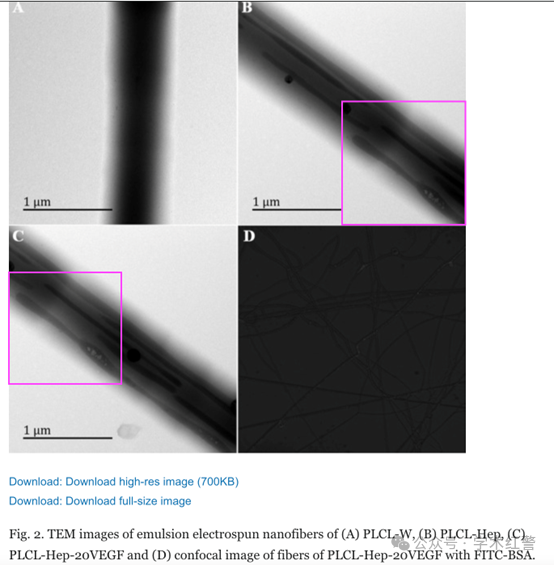 A
B
1 μm
1 μm
C
D
1 μm
Download: Download high-res image (700KB)
Download: Download full-size image
Fig. 2. TEM images of emulsion electrospun nanofibers of (A) PLCL-W, (B) PLCL-Hep, (C)
PLCL-Hep-20VEGF and (D) confocal image of fibers of PLCL-Hep-20VEGF with FITC-BSA.
公众号 · 学术红警